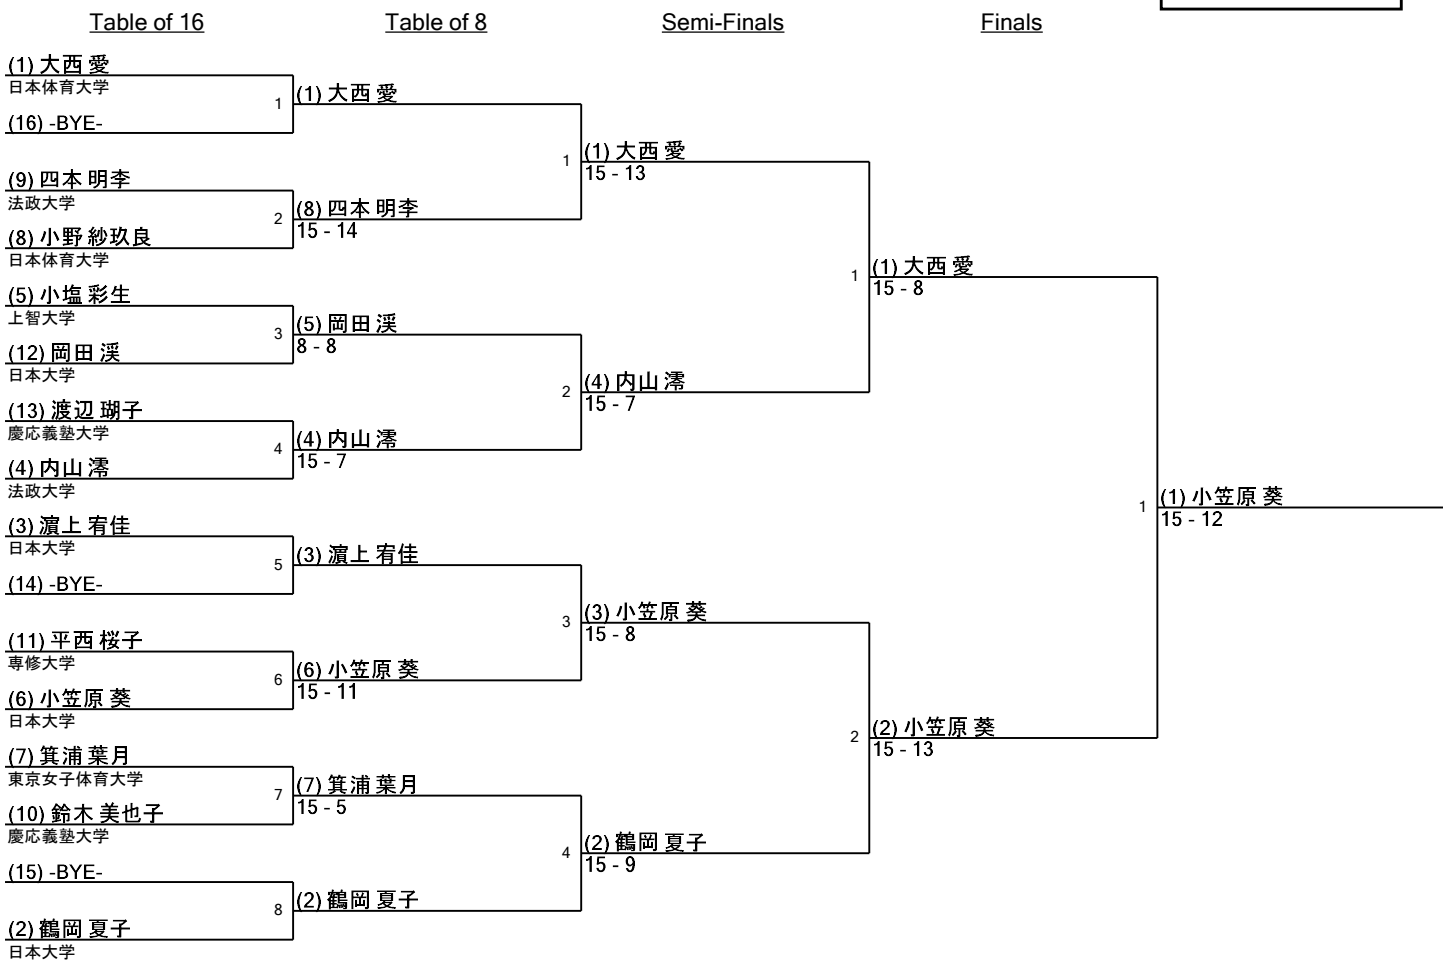 Table of 16
Table of 8
Semi-Finals
Finals
(1) 大西 愛
日本体育大学
1
(16) -BYE-
(9) 四本 明李
法政大学
2
(8) 小野 紗玖良
日本体育大学
(5) 小塩 彩生
上智大学
3
(12) 岡田 渓
日本大学
(13) 渡辺 瑚子
慶応義塾大学
4
(4) 内山 澪
法政大学
(3) 濵上 宥佳
日本大学
5
(14) -BYE-
(11) 平西 桜子
専修大学
6
(6) 小笠原 葵
日本大学
(7) 箕浦 葉月
東京女子体育大学
7
(10) 鈴木 美也子
慶応義塾大学
(15) -BYE-
8
(2) 鶴岡 夏子
日本大学
(1) 大西 愛
1
(8) 四本 明李
15 - 14
(5) 岡田 渓
8 - 8
2
(4) 内山 澪
15 - 7
(3) 濵上 宥佳
3
(6) 小笠原 葵
15 - 11
(7) 箕浦 葉月
15 - 5
4
(2) 鶴岡 夏子
(1) 大西 愛
15 - 13
1
(4) 内山 澪
15 - 7
(3) 小笠原 葵
15 - 8
2
(2) 鶴岡 夏子
15 - 9
(1) 大西 愛
15 - 8
1
(2) 小笠原 葵
15 - 13
(1) 小笠原 葵
15 - 12